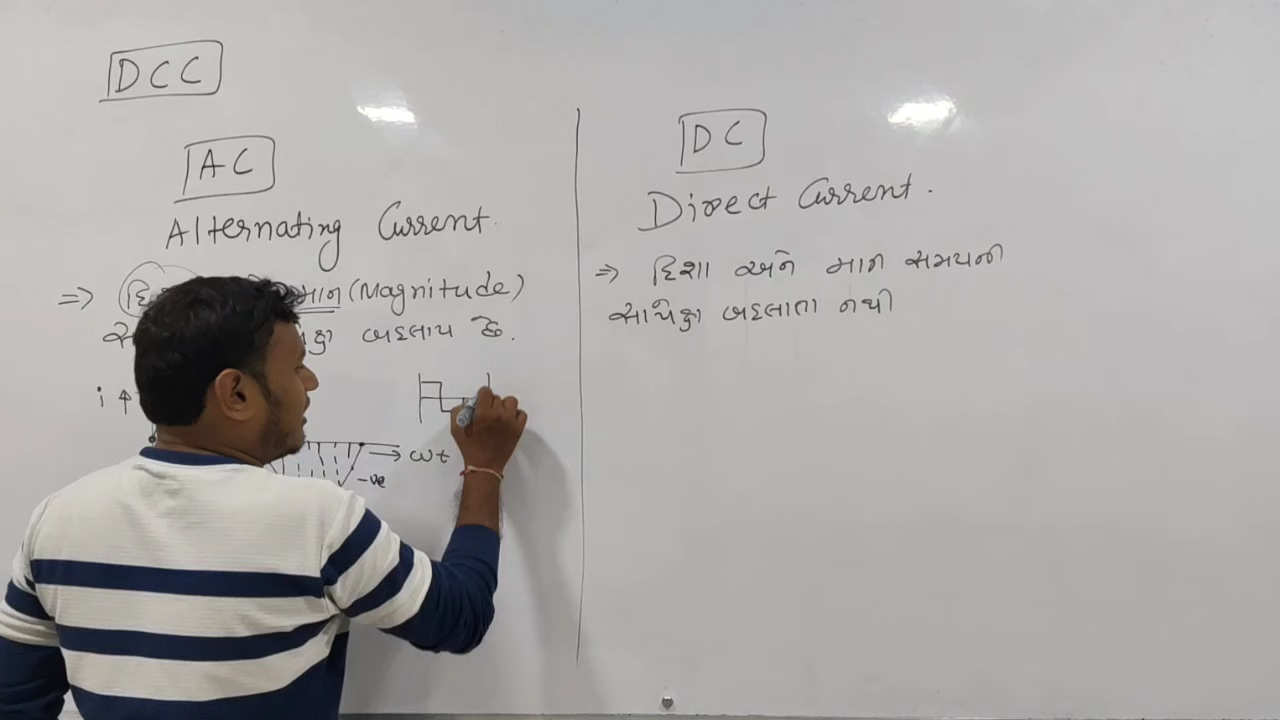 DCC
AC
Alternating Current.
⇒ દિ માન (Magnitude)
બદલાય છે.
i ↑
→ ωt
-ve
DC
Direct Current.
⇒ દિશા અને માન સમયની
સાપેક્ષે બદલાતા નથી